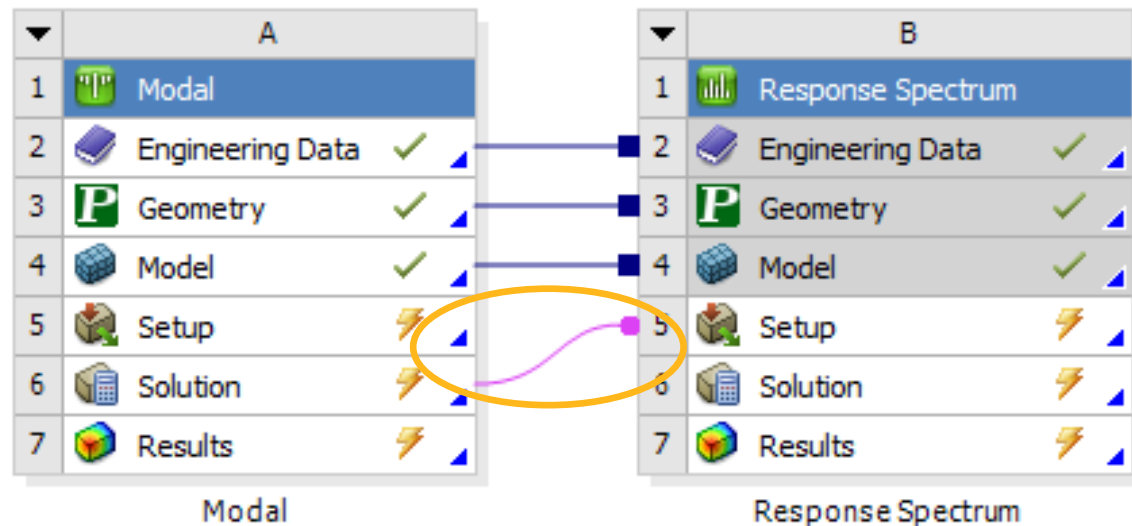 A
1 Modal
2 Engineering Data
3 P Geometry
4 Model
5 Setup
6 Solution
7 Results
Modal
B
1 Response Spectrum
2 Engineering Data
3 P Geometry
4 Model
5 Setup
6 Solution
7 Results
Response Spectrum